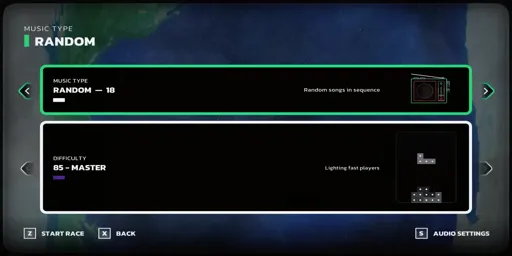 MUSIC TYPE
RANDOM
MUSIC TYPE
RANDOM — 18
Random songs in sequence
DIFFICULTY
85 - MASTER
Lighting fast players
Z START RACE
X BACK
S AUDIO SETTINGS